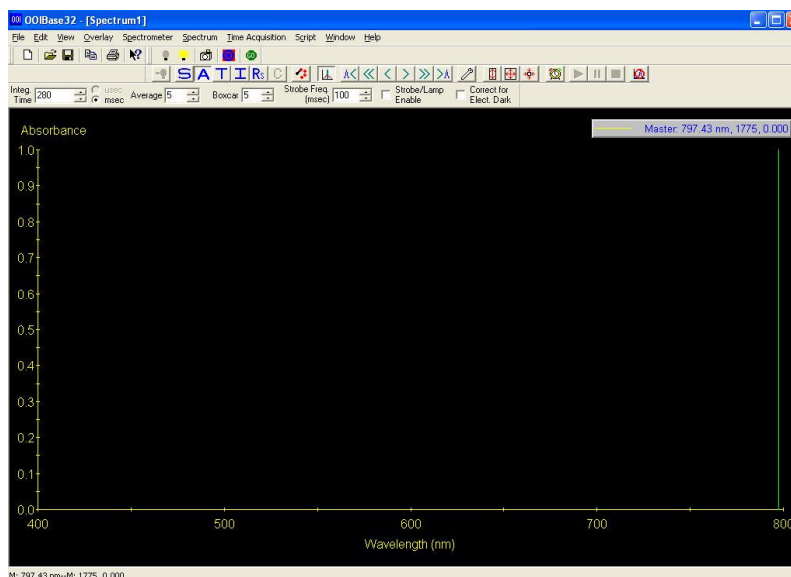 OOI OOIBase32 - [Spectrum1]
File Edit View Overlay Spectrometer Spectrum Time Acquisition Script Window Help
S A T I Rs C
Integ. Time 280 usec msec Average 5 Boxcar 5 Strobe Freq. (msec) 100 Strobe/Lamp Enable Correct for Elect. Dark
Absorbance
Master: 797.43 nm, 1775, 0.000
1.0
0.9
0.8
0.7
0.6
0.5
0.4
0.3
0.2
0.1
0.0
400 500 600 700 800
Wavelength (nm)
M: 797.43 nm--M: 1775, 0.000